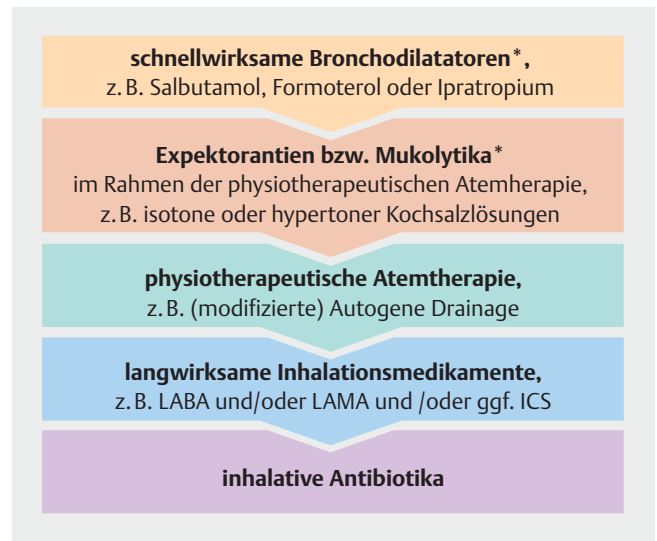 schnellwirksame Bronchodilatatoren*,
z. B. Salbutamol, Formoterol oder Ipratropium
Expektorantien bzw. Mukolytika*
im Rahmen der physiotherapeutischen Atemherapie,
z. B. isotone oder hypertoner Kochsalzlösungen
physiotherapeutische Atemtherapie,
z. B. (modifizierte) Autogene Drainage
langwirksame Inhalationsmedikamente,
z. B. LABA und/oder LAMA und /oder ggf. ICS
inhalative Antibiotika